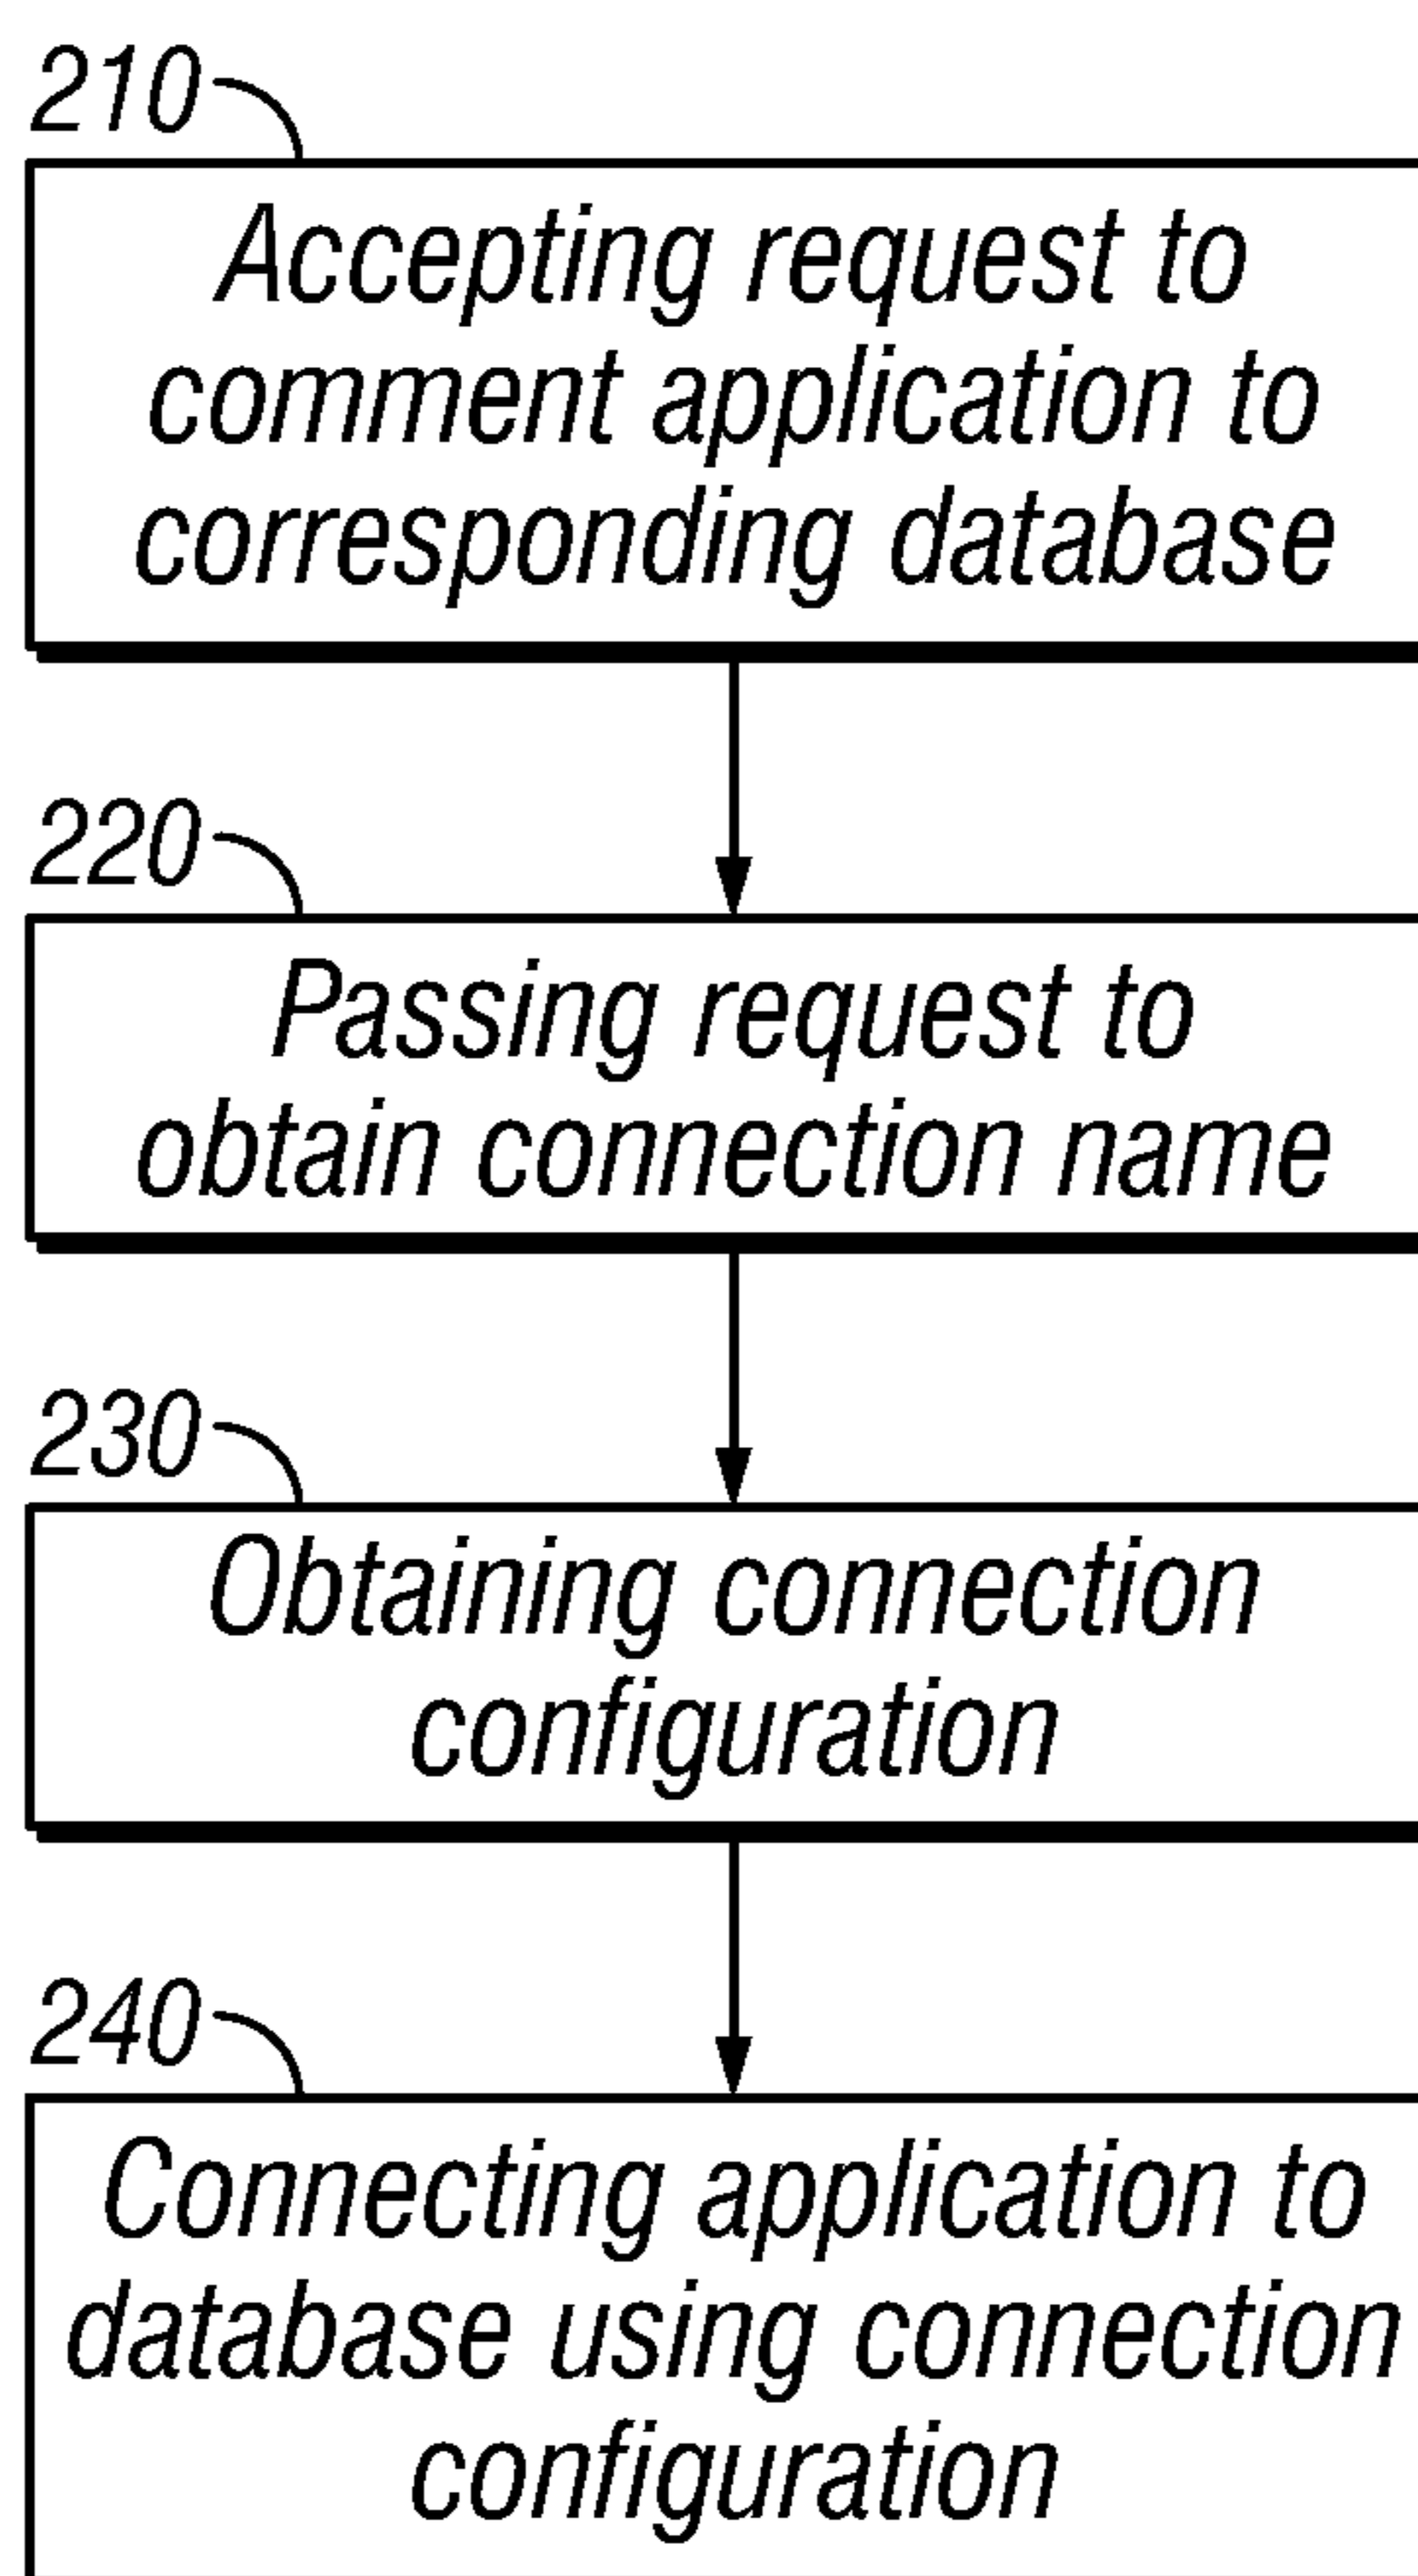 210
Accepting request to
comment application to
corresponding database
220
Passing request to
obtain connection name
230
Obtaining connection
configuration
240
Connecting application to
database using connection
configuration